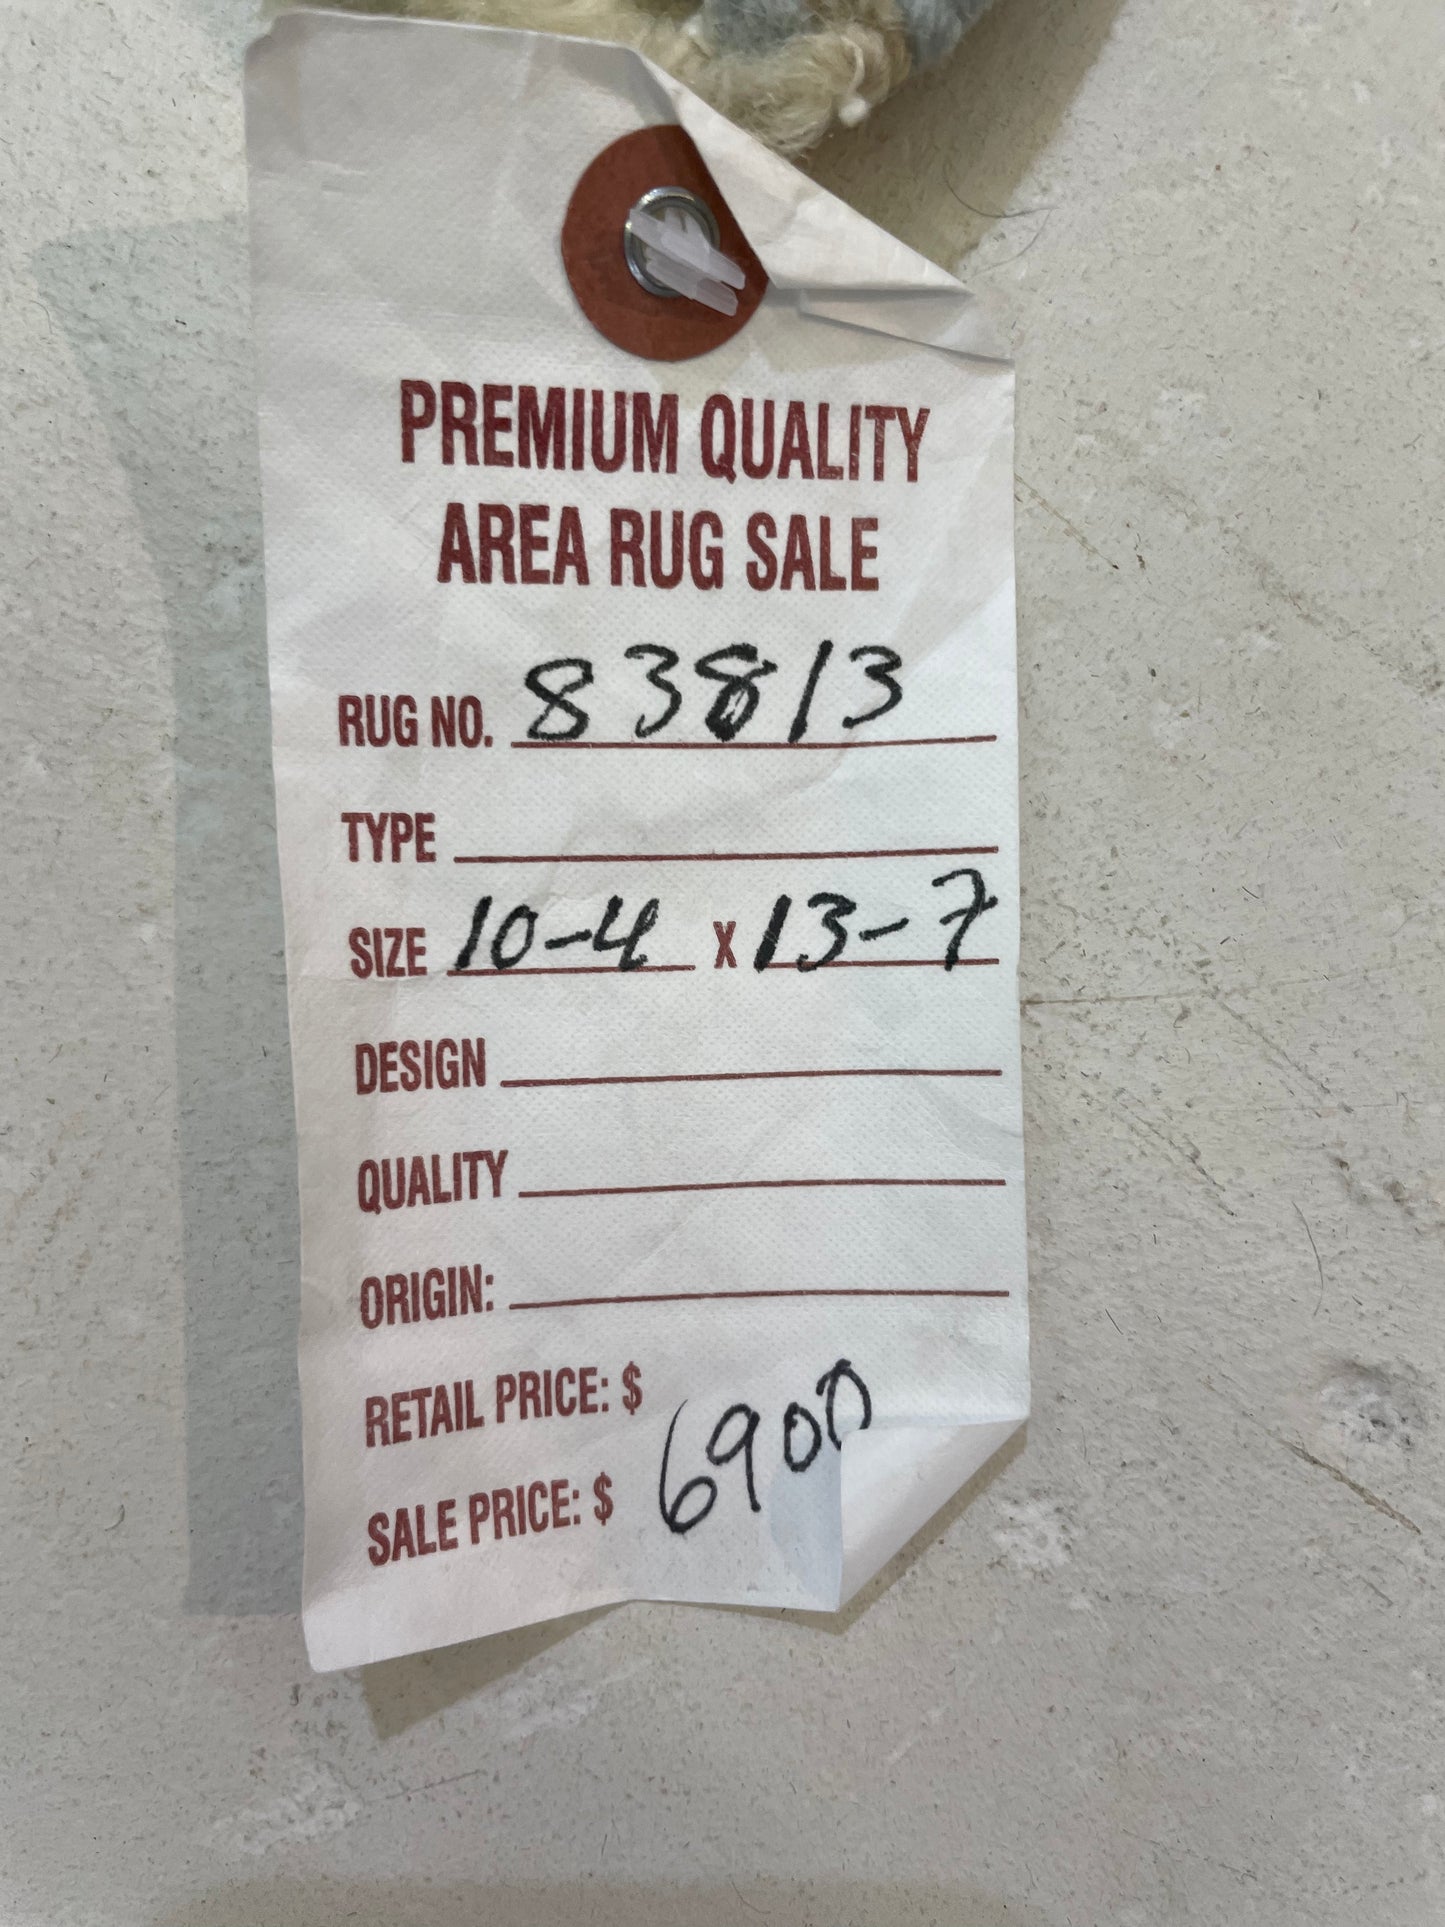 PREMIUM QUALITY
AREA RUG SALE
RUG NO. 83813
TYPE
SIZE 10-4 X 13-7
DESIGN
QUALITY
ORIGIN:
RETAIL PRICE: $
SALE PRICE: $ 6900